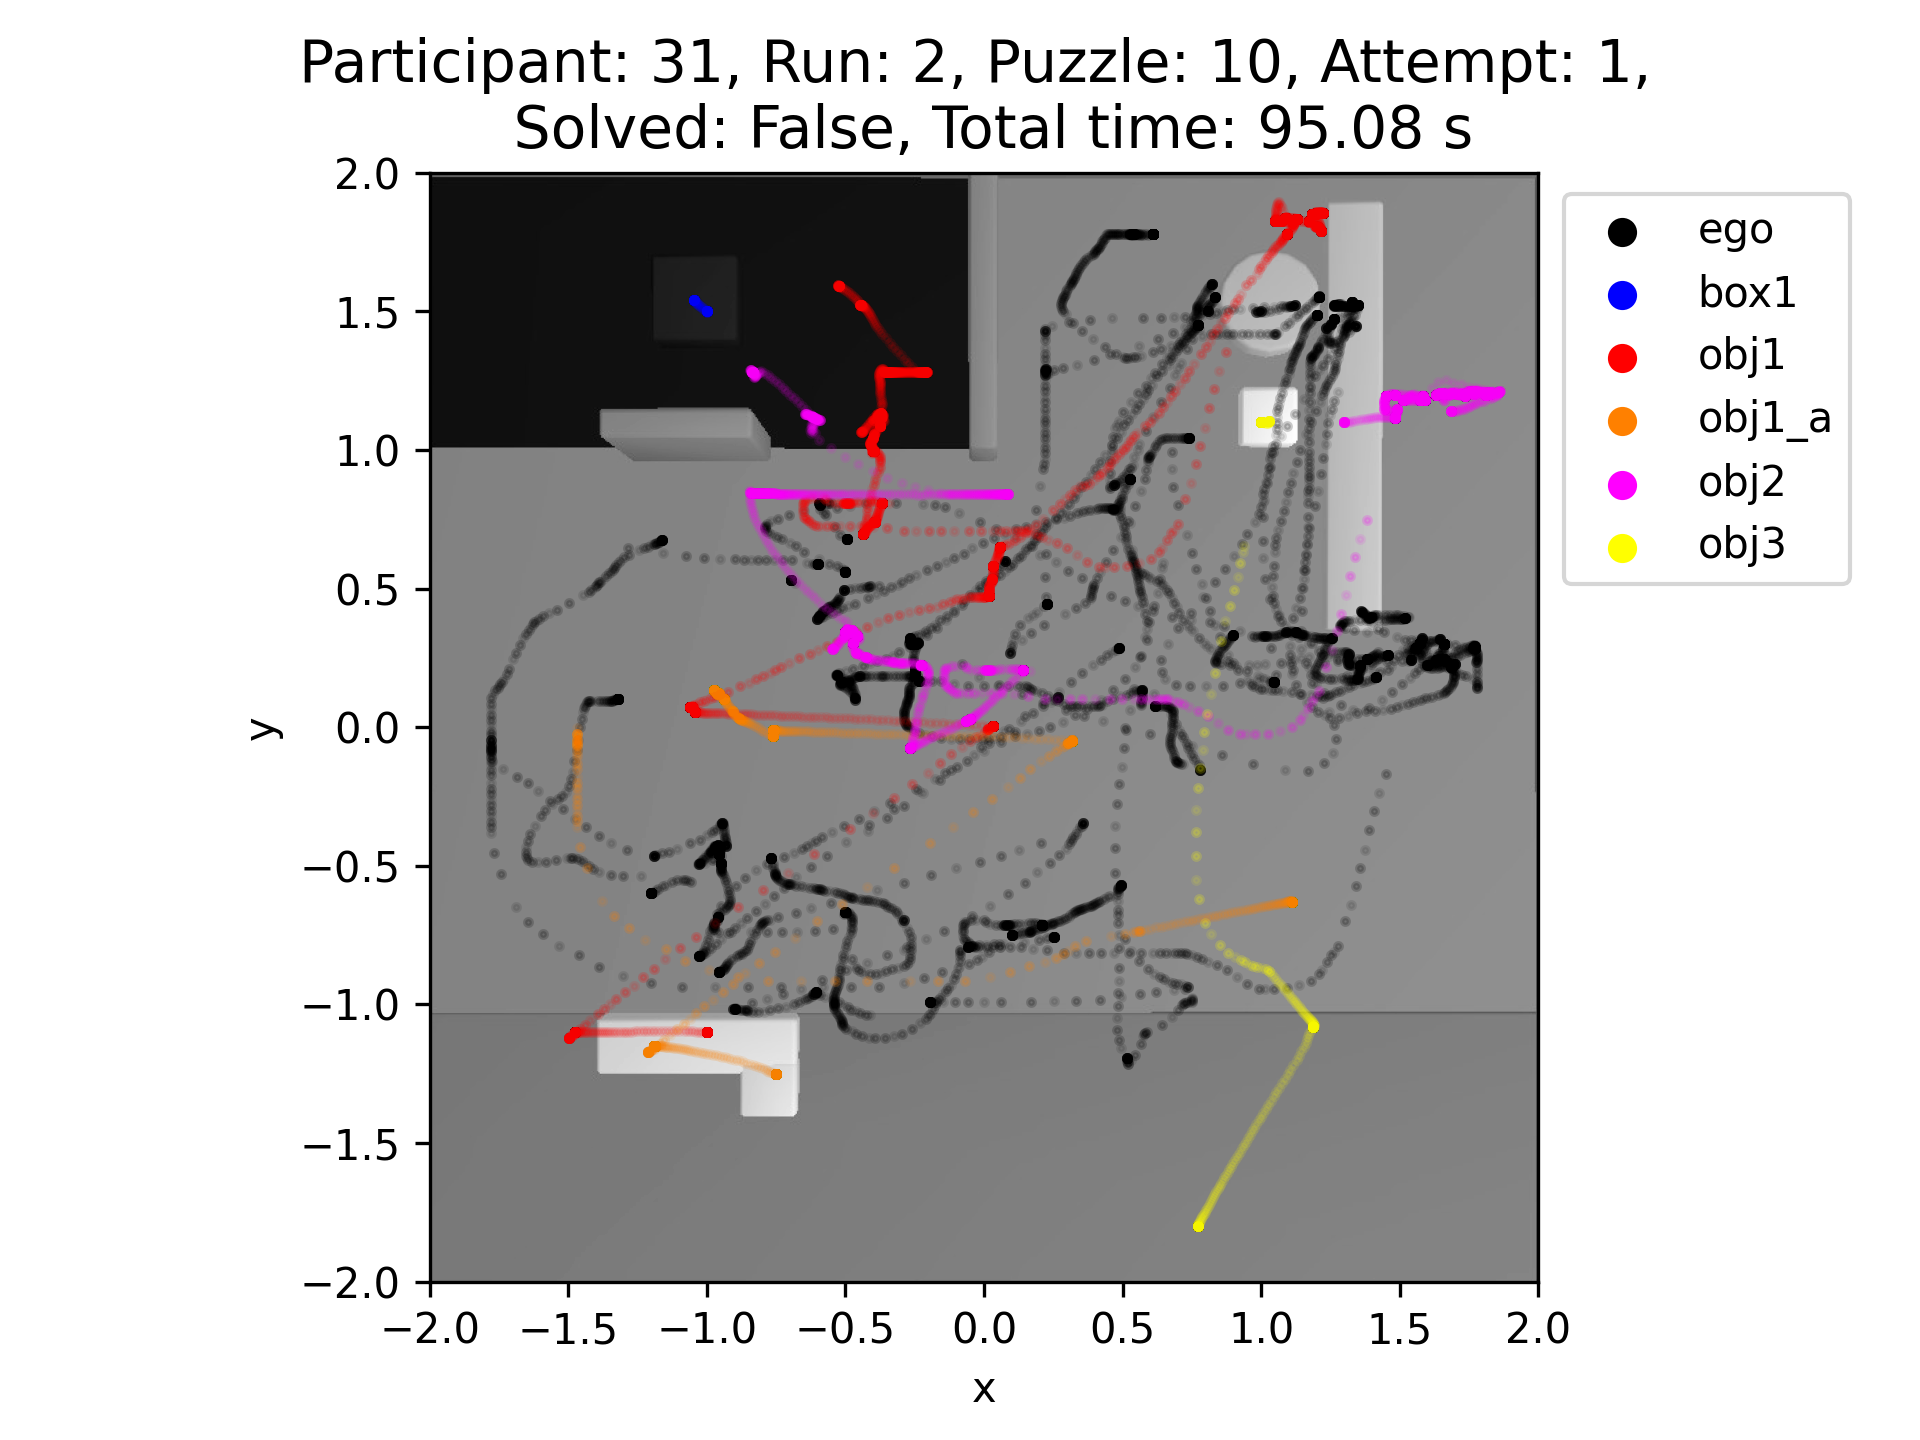 Participant: 31, Run: 2, Puzzle: 10, Attempt: 1,
Solved: False, Total time: 95.08 s
2.0
1.5
1.0
0.5
0.0
−0.5
−1.0
−1.5
−2.0
y
−2.0 −1.5 −1.0 −0.5 0.0 0.5 1.0 1.5 2.0
x
ego
box1
obj1
obj1_a
obj2
obj3